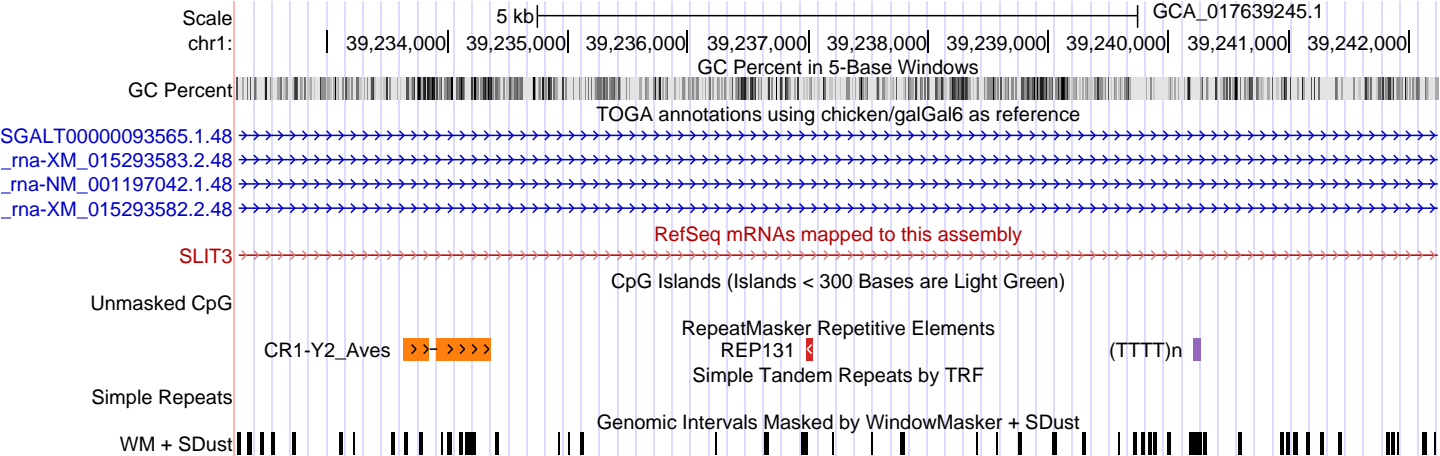 Scale 5 kb GCA_017639245.1
chr1: 39,234,000 39,235,000 39,236,000 39,237,000 39,238,000 39,239,000 39,240,000 39,241,000 39,242,000
GC Percent in 5-Base Windows
GC Percent
TOGA annotations using chicken/galGal6 as reference
SGALT00000093565.1.48
_rna-XM_015293583.2.48
_rna-NM_001197042.1.48
_rna-XM_015293582.2.48
RefSeq mRNAs mapped to this assembly
SLIT3
CpG Islands (Islands < 300 Bases are Light Green)
Unmasked CpG
RepeatMasker Repetitive Elements
CR1-Y2_Aves REP131 (TTTT)n
Simple Tandem Repeats by TRF
Simple Repeats
Genomic Intervals Masked by WindowMasker + SDust
WM + SDust